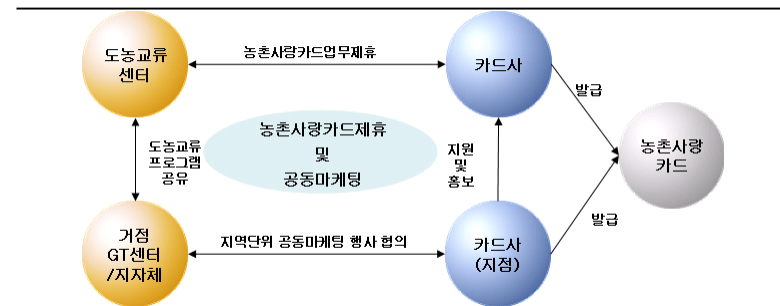 도농교류
센터
농촌사랑카드업무제휴
카드사
발급
농촌사랑카드제휴
및
공동마케팅
도농교류
프로그램
공유
지원
및
홍보
농촌사랑
카드
거점
GT센터
/지자체
지역단위 공동마케팅 행사 협의
카드사
(지점)
발급